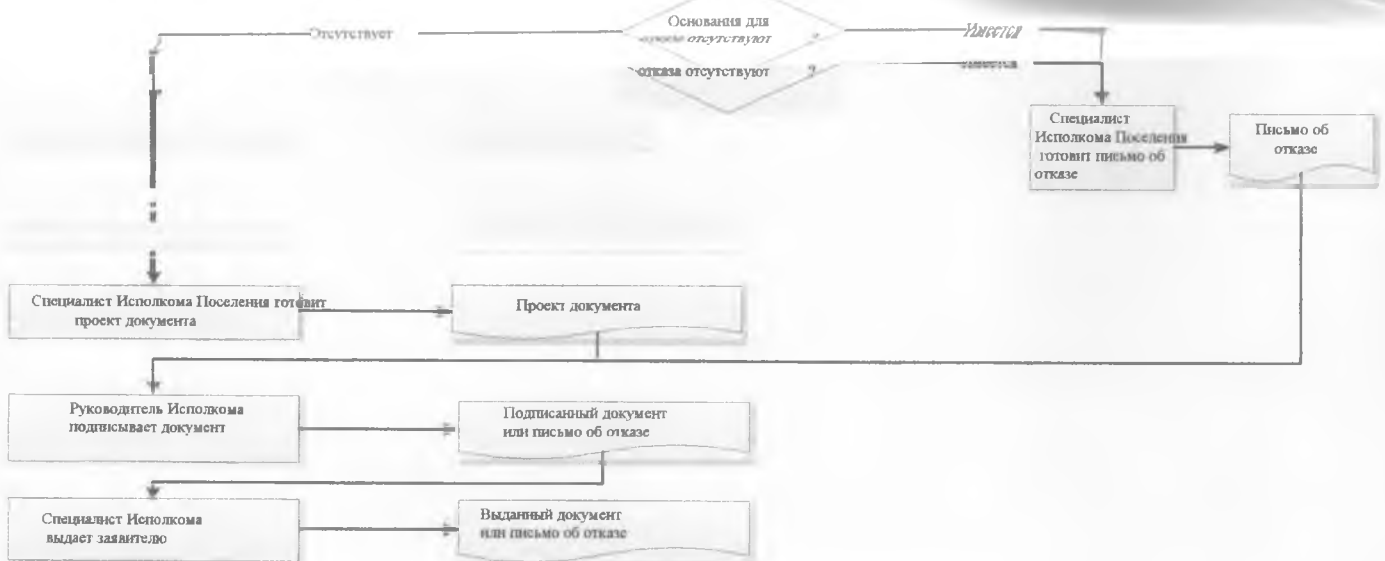 Основания для
Отсутствует
отсутствуют
Имеется
отказа отсутствуют ?
имеется
Специалист
Исполкома Поселения
готовит письмо об
отказе
Письмо об
отказе
Специалист Исполкома Поселения готовит
проект документа
Проект документа
Руководитель Исполкома
подписывает документ
Подписанный документ
или письмо об отказе
Специалист Исполкома
выдает заявителю
Выданный документ
или письмо об отказе